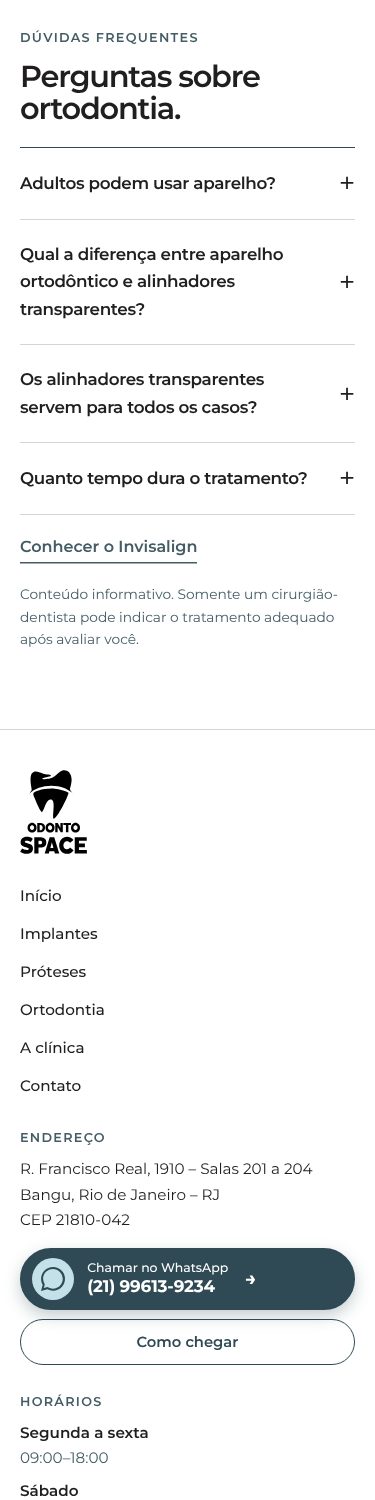 DÚVIDAS FREQUENTES
Perguntas sobre
ortodontia.
Adultos podem usar aparelho?
Qual a diferença entre aparelho
ortodôntico e alinhadores
transparentes?
Os alinhadores transparentes
servem para todos os casos?
Quanto tempo dura o tratamento?
Conhecer o Invisalign
Conteúdo informativo. Somente um cirurgião-
dentista pode indicar o tratamento adequado
após avaliar você.
ODONTO
SPACE
Início
Implantes
Próteses
Ortodontia
A clínica
Contato
ENDEREÇO
R. Francisco Real, 1910 – Salas 201 a 204
Bangu, Rio de Janeiro – RJ
CEP 21810-042
Chamar no WhatsApp
(21) 99613-9234
Como chegar
HORÁRIOS
Segunda a sexta
09:00–18:00
Sábado